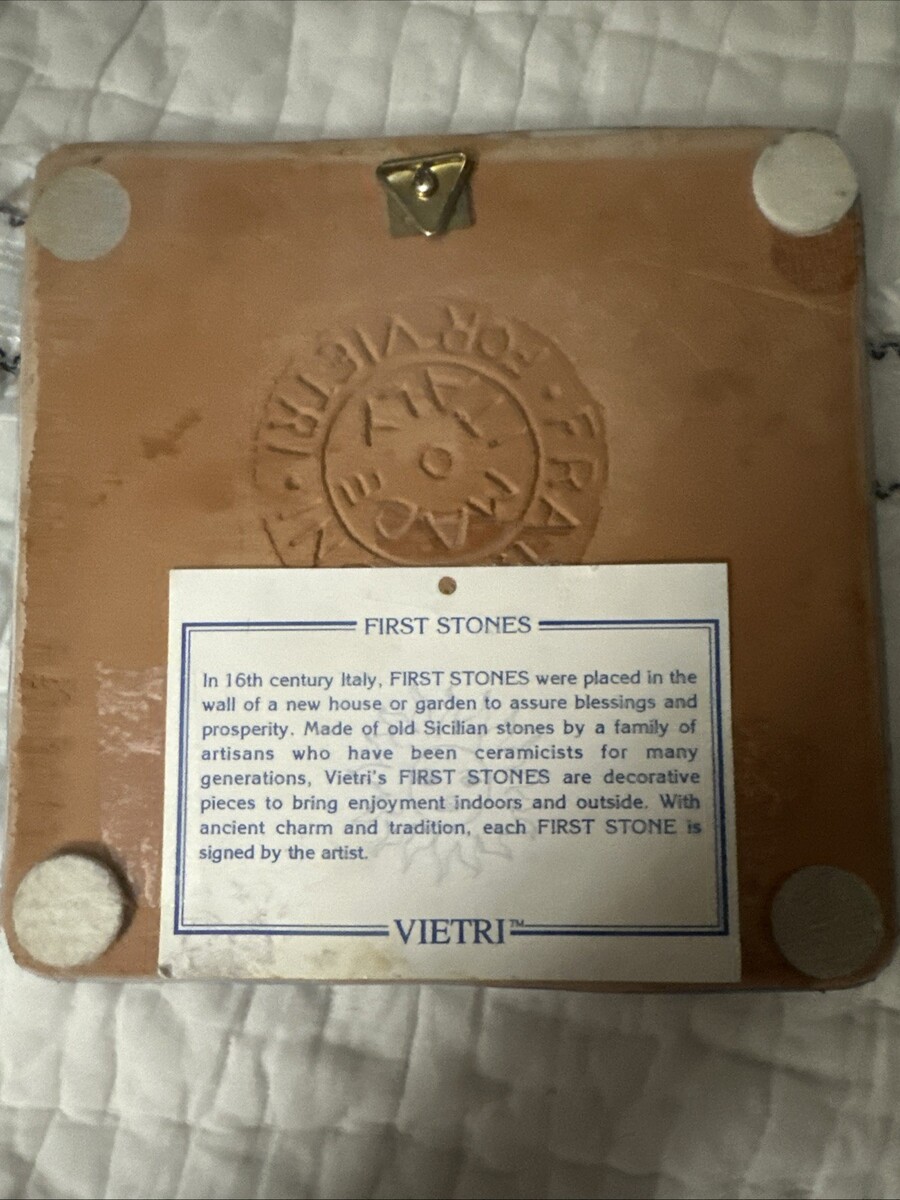 FOR VIETRI
ITALY
MADE
FIRST STONES
In 16th century Italy, FIRST STONES were placed in the
wall of a new house or garden to assure blessings and
prosperity. Made of old Sicilian stones by a family of
artisans who have been ceramicists for many
generations, Vietri's FIRST STONES are decorative
pieces to bring enjoyment indoors and outside. With
ancient charm and tradition, each FIRST STONE is
signed by the artist.
VIETRI™